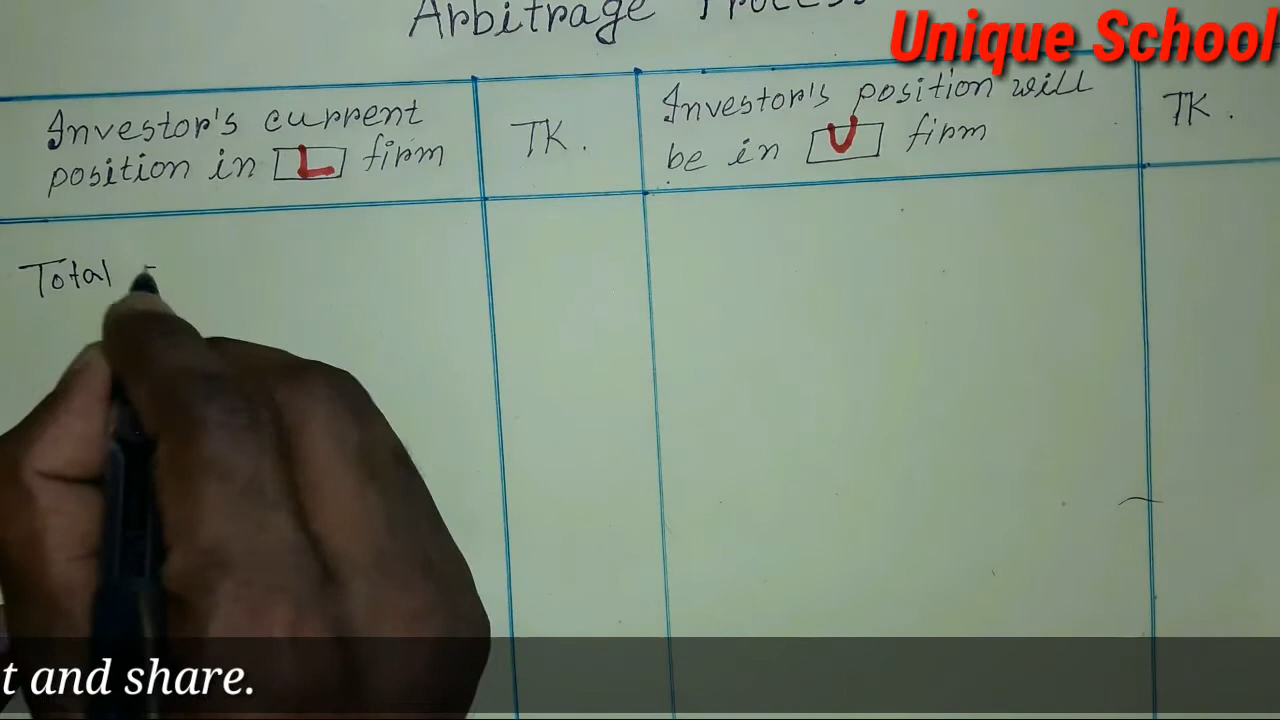 Arbitrage Process
Unique School
Investor's current
position in L firm
TK.
Investor's position will
be in U firm
TK.
Total
t and share.